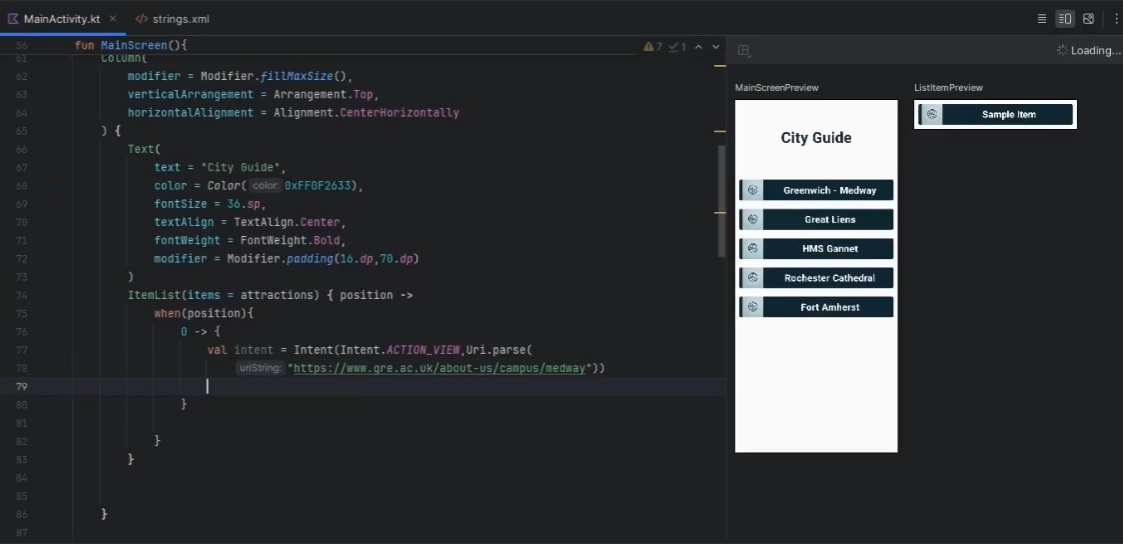 MainActivity.kt
strings.xml
56 fun MainScreen(){
7 1
Loading...
61 Column(
62 modifier = Modifier.fillMaxSize(),
63 verticalArrangement = Arrangement.Top,
64 horizontalAlignment = Alignment.CenterHorizontally
65 ) {
66 Text(
67 text = "City Guide",
68 color = Color( color: 0xFF0F2633),
69 fontSize = 36.sp,
70 textAlign = TextAlign.Center,
71 fontWeight = FontWeight.Bold,
72 modifier = Modifier.padding(16.dp,70.dp)
73 )
74 ItemList(items = attractions) { position ->
75 when(position){
76 0 -> {
77 val intent = Intent(Intent.ACTION_VIEW,Uri.parse(
78 uriString: "https://www.gre.ac.uk/about-us/campus/medway"))
79
80 }
81
82 }
83 }
84
85
86 }
87
MainScreenPreview
City Guide
Greenwich - Medway
Great Liens
HMS Gannet
Rochester Cathedral
Fort Amherst
ListItemPreview
Sample Item